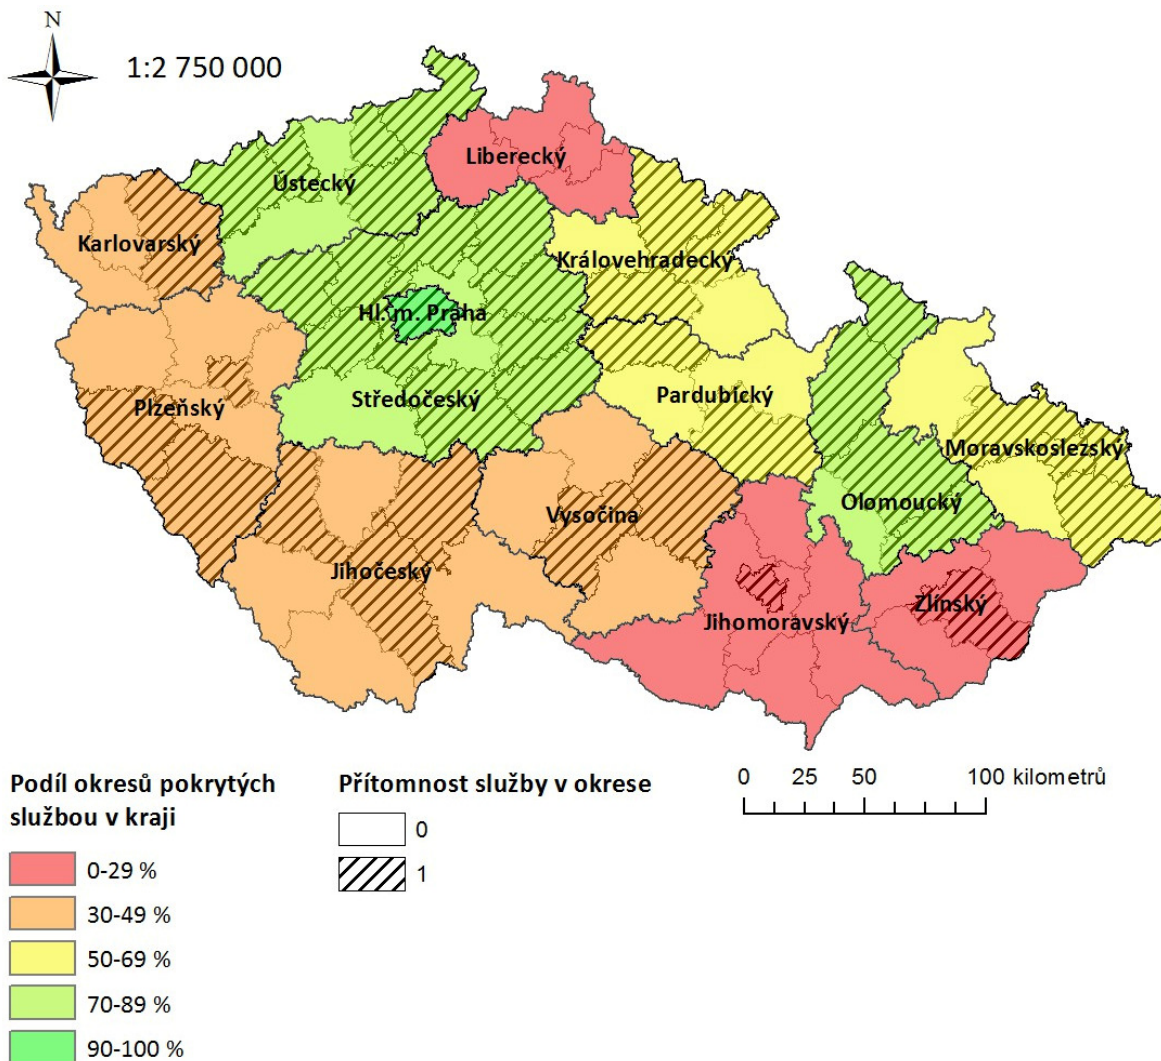 N
1:2 750 000
Liberecký
Ústecký
Karlovarský
Královehradecký
Hl. m. Praha
Středočeský
Pardubický
Plzeňský
Moravskoslezský
Olomoucký
Vysočina
Jihočeský
Zlínský
Jihomoravský
Podíl okresů pokrytých
službou v kraji
0-29 %
30-49 %
50-69 %
70-89 %
90-100 %
Přítomnost služby v okrese
0
1
0 25 50 100 kilometrů